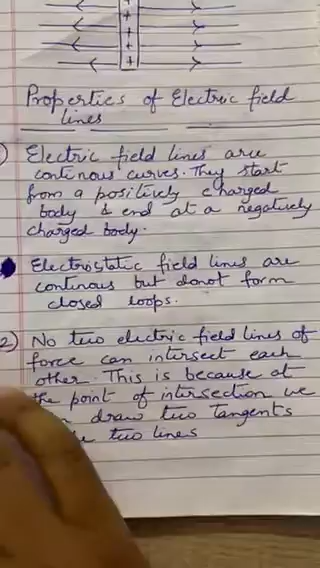 +
+
+
+
+
Properties of Electric field
lines
Electric field lines are
continous curves. They start
from a positively charged
body & end at a negatively
charged body.
Electrostatic field lines are
continous but donot form
closed loops.
2) No two electric field lines of
force can intersect each
other. This is because at
the point of intersection we
draw two tangents
two lines